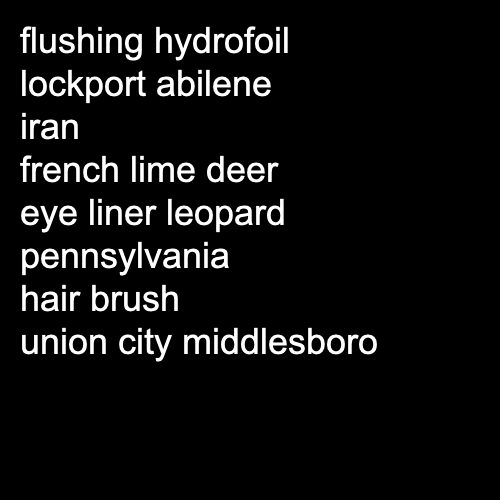 flushing hydrofoil
lockport abilene
iran
french lime deer
eye liner leopard
pennsylvania
hair brush
union city middlesboro